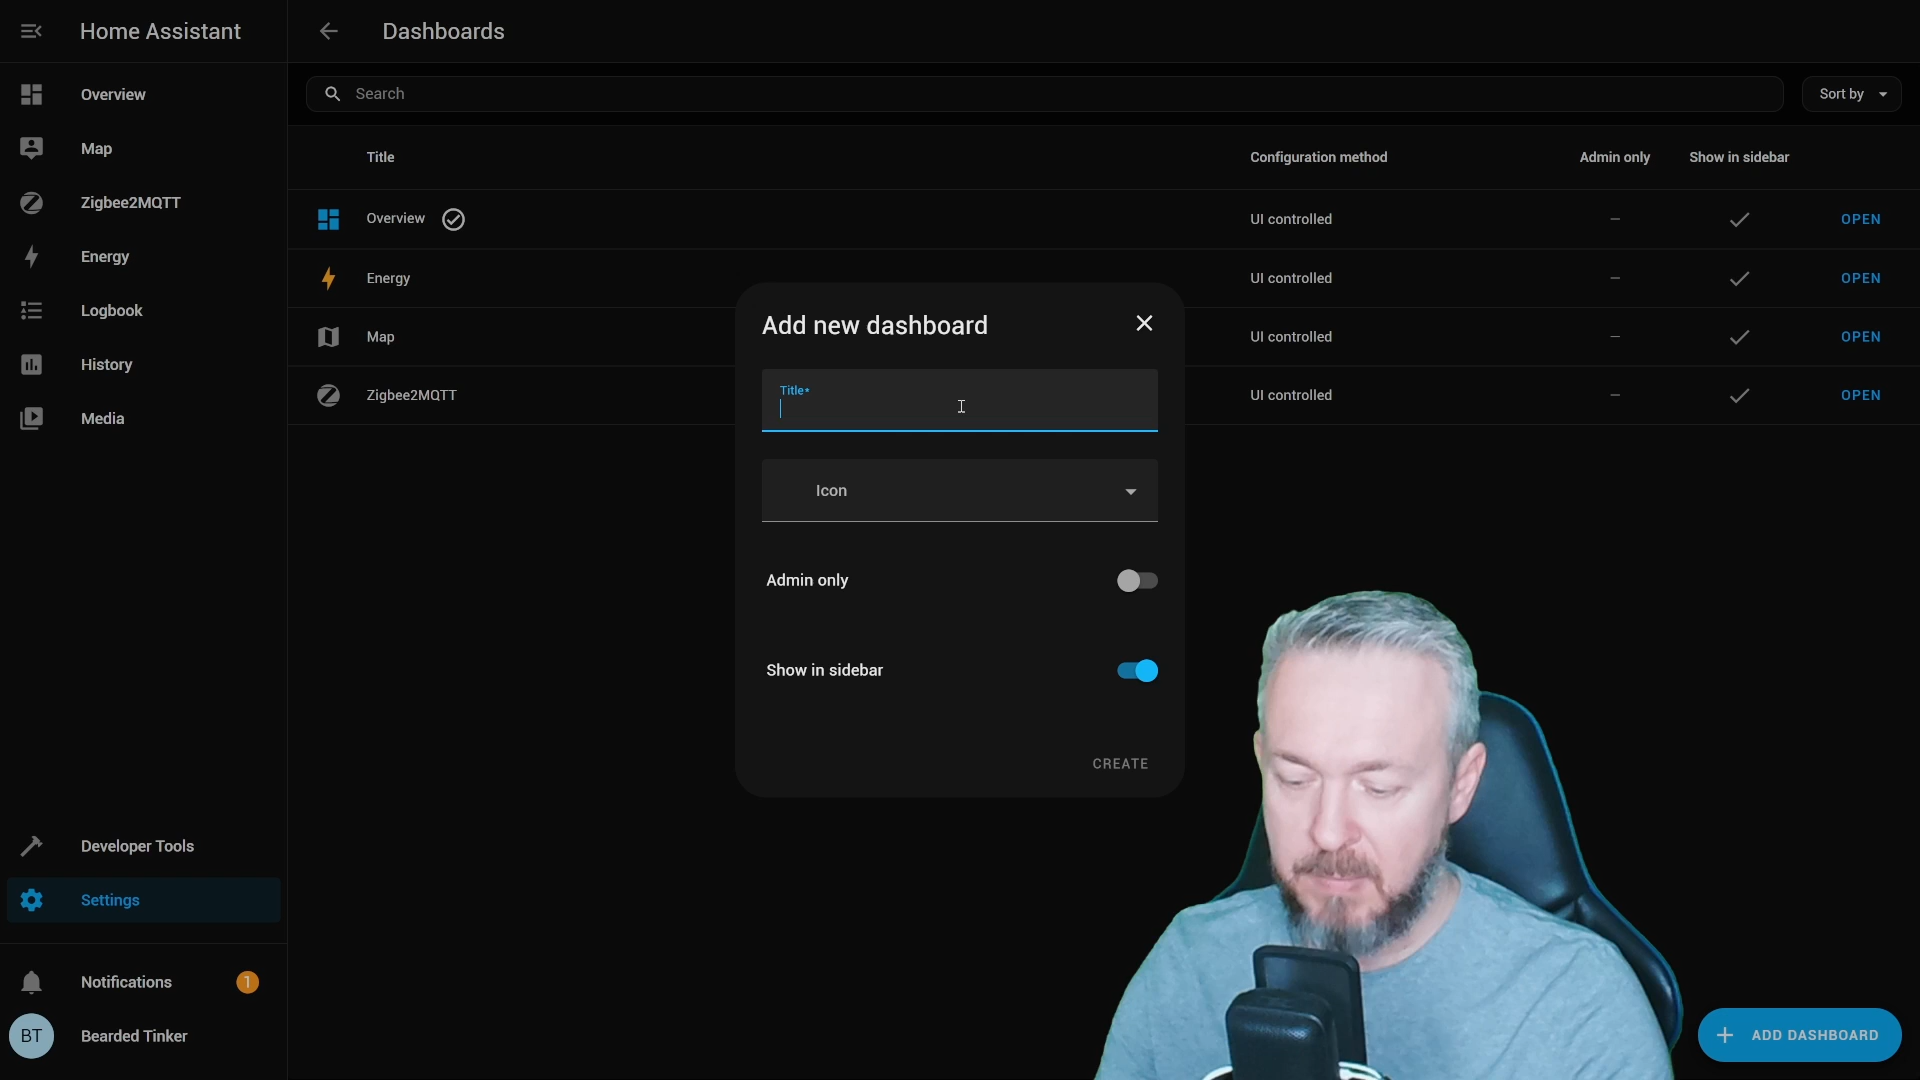 Home Assistant
Dashboards
Overview
Map
Zigbee2MQTT
Energy
Logbook
History
Media
Developer Tools
Settings
Notifications 1
BT Bearded Tinker
Search
Sort by
Title Configuration method Admin only Show in sidebar
Overview UI controlled — OPEN
Energy UI controlled — OPEN
Map UI controlled — OPEN
Zigbee2MQTT UI controlled — OPEN
Add new dashboard
Title*
Icon
Admin only
Show in sidebar
CREATE
ADD DASHBOARD